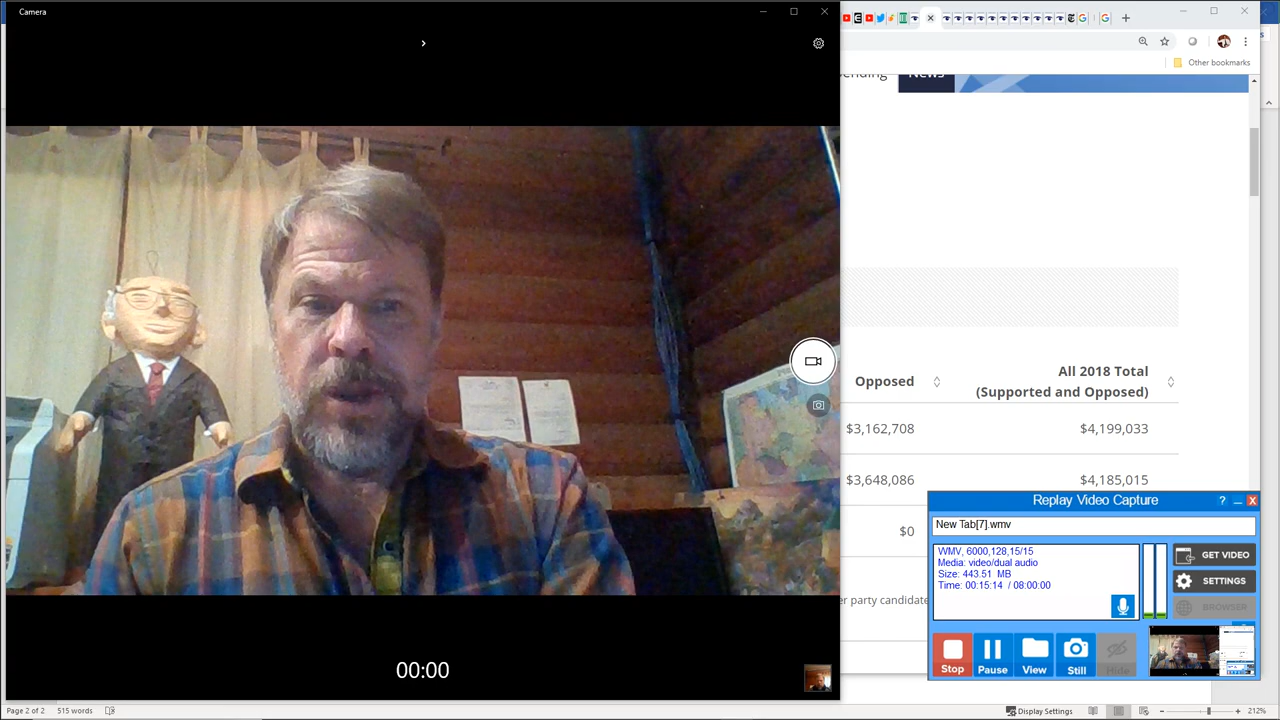 Camera
Other bookmarks
News
Opposed
All 2018 Total
(Supported and Opposed)
$3,162,708
$4,199,033
$3,648,086
$4,185,015
$0
er party candidate
Replay Video Capture
?
New Tab[7].wmv
WMV, 6000,128,15/15
Media: video/dual audio
Size: 443.51 MB
Time: 00:15:14 / 08:00:00
GET VIDEO
SETTINGS
BROWSER
Stop
Pause
View
Still
Hide
00:00
Page 2 of 2
515 words
Display Settings
212%